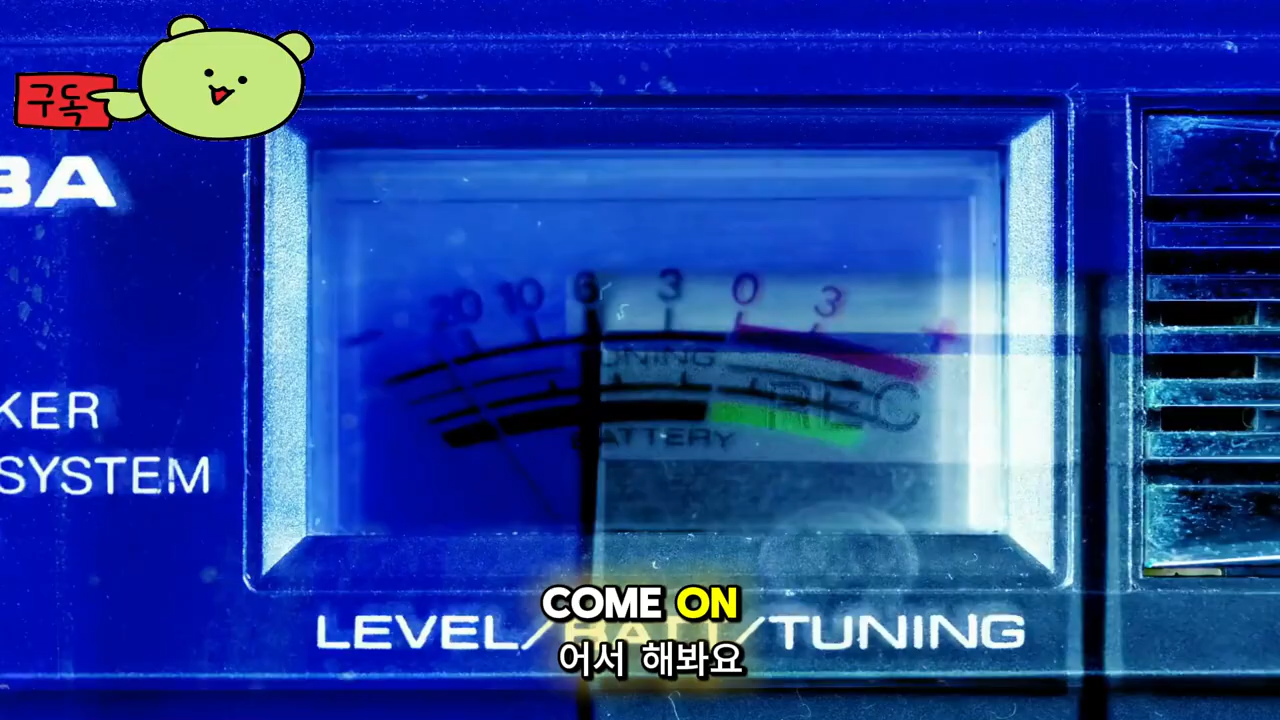 구독
BA
20 10 6 3 0 3 +
TUNING
REC
BATTERY
KER
SYSTEM
COME ON
LEVEL/BATT/TUNING
어서 해봐요